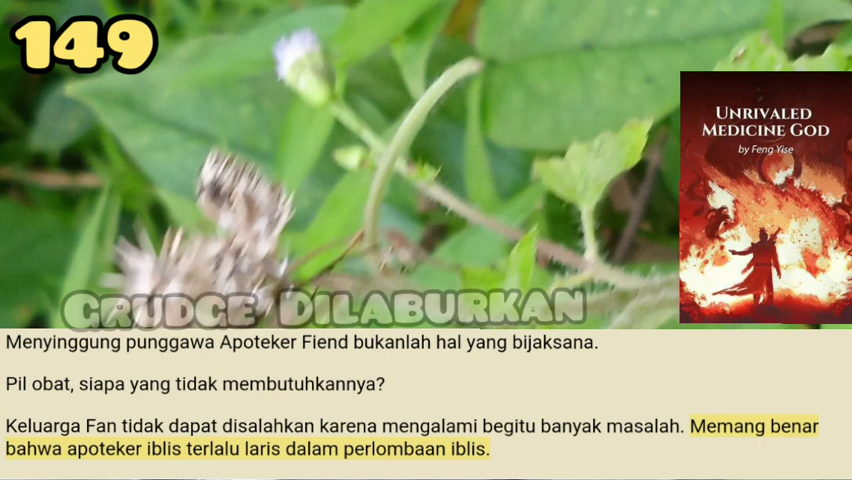 149
UNRIVALED
MEDICINE GOD
by Feng Yise
GRUDGE DILABURKAN
Menyinggung punggawa Apoteker Fiend bukanlah hal yang bijaksana.
Pil obat, siapa yang tidak membutuhkannya?
Keluarga Fan tidak dapat disalahkan karena mengalami begitu banyak masalah. Memang benar
bahwa apoteker iblis terlalu laris dalam perlombaan iblis.